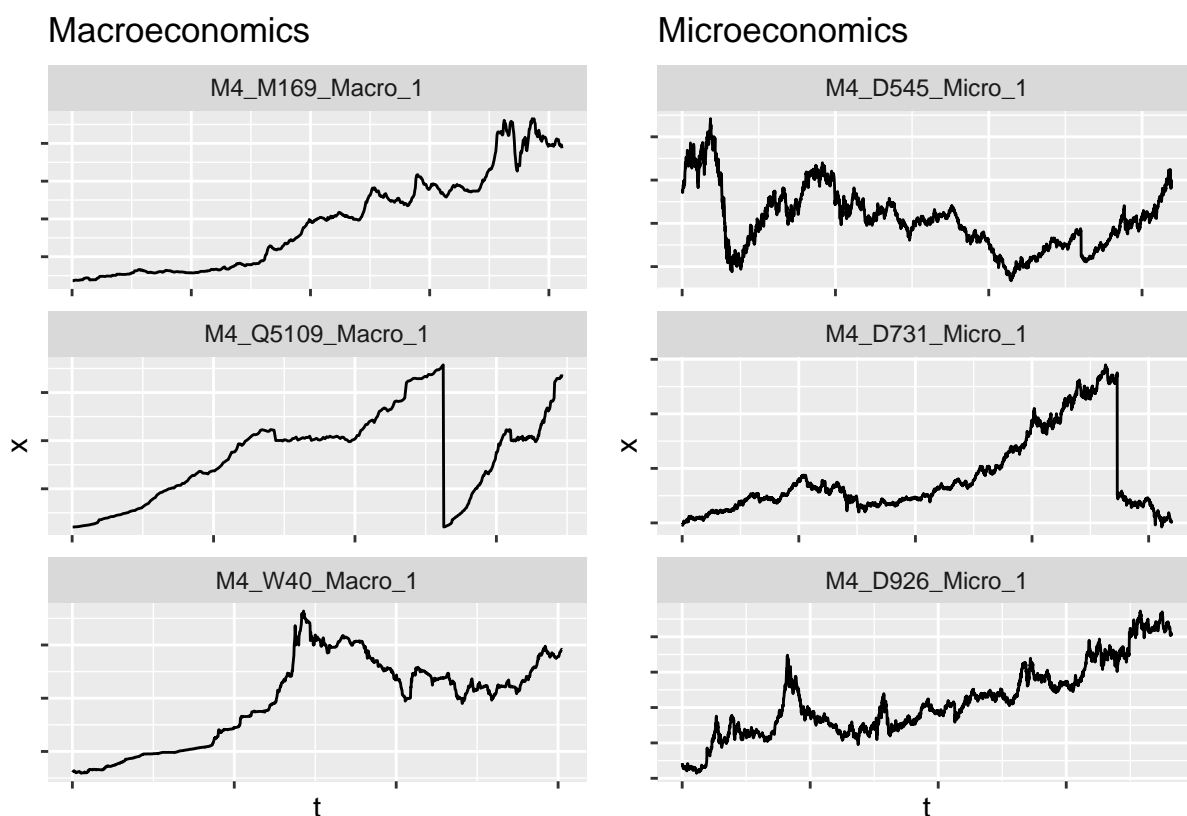 Macroeconomics
M4_M169_Macro_1
M4_Q5109_Macro_1
M4_W40_Macro_1
x
t
Microeconomics
M4_D545_Micro_1
M4_D731_Micro_1
M4_D926_Micro_1
x
t